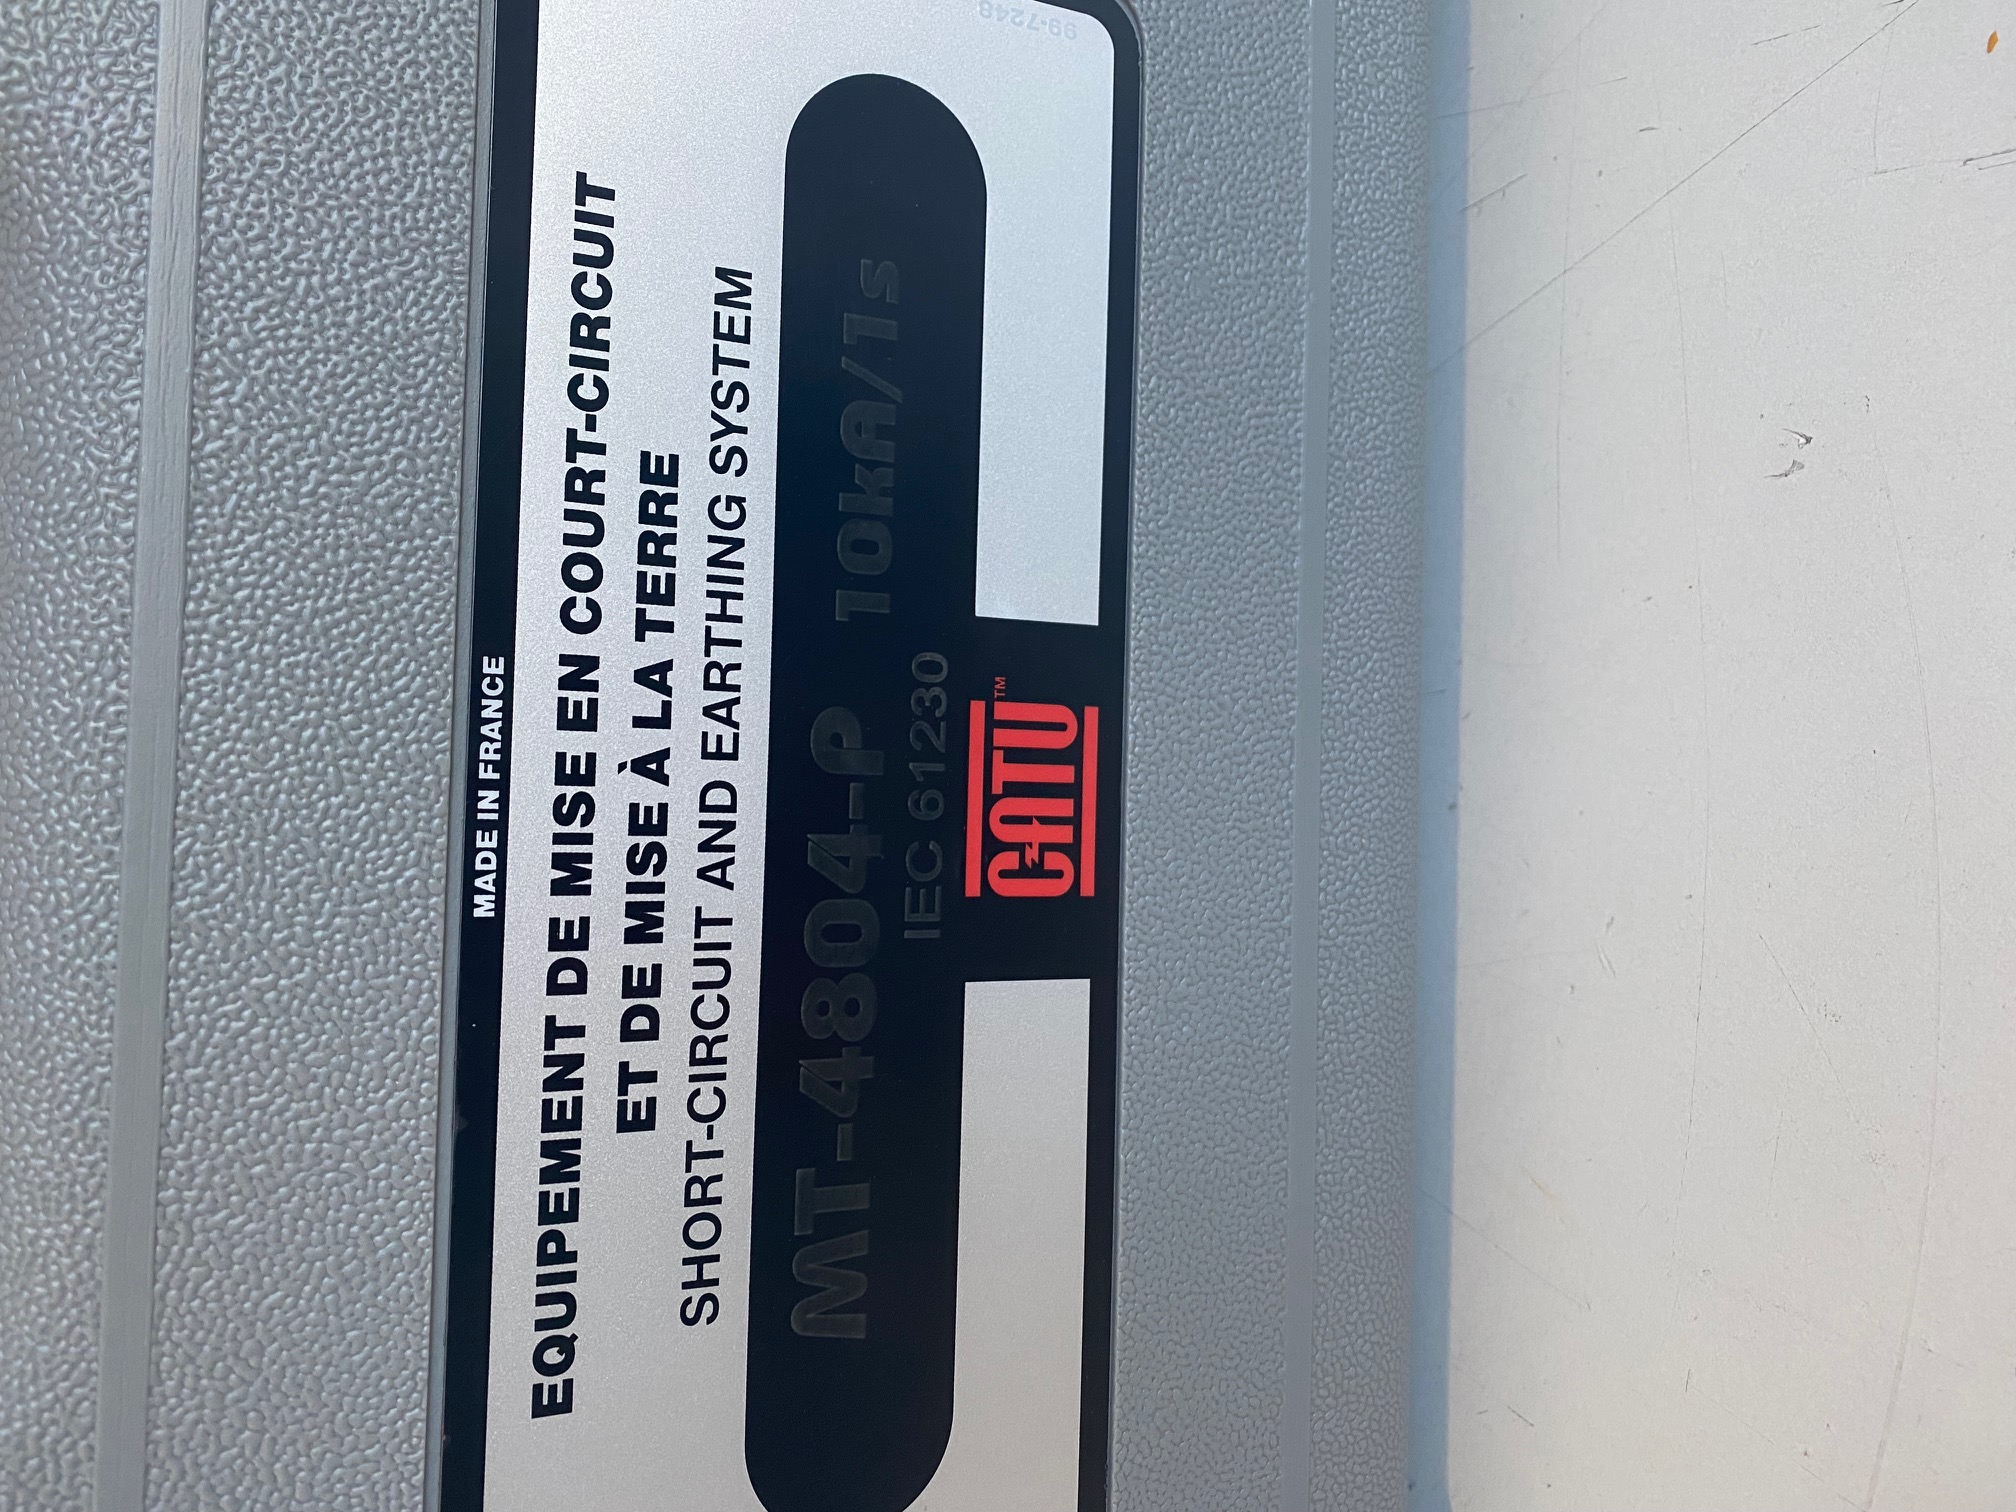 MADE IN FRANCE
EQUIPEMENT DE MISE EN COURT-CIRCUIT
ET DE MISE À LA TERRE
SHORT-CIRCUIT AND EARTHING SYSTEM
MT-4804-P 10kA/1s
IEC 61230
CATU™
99-7248